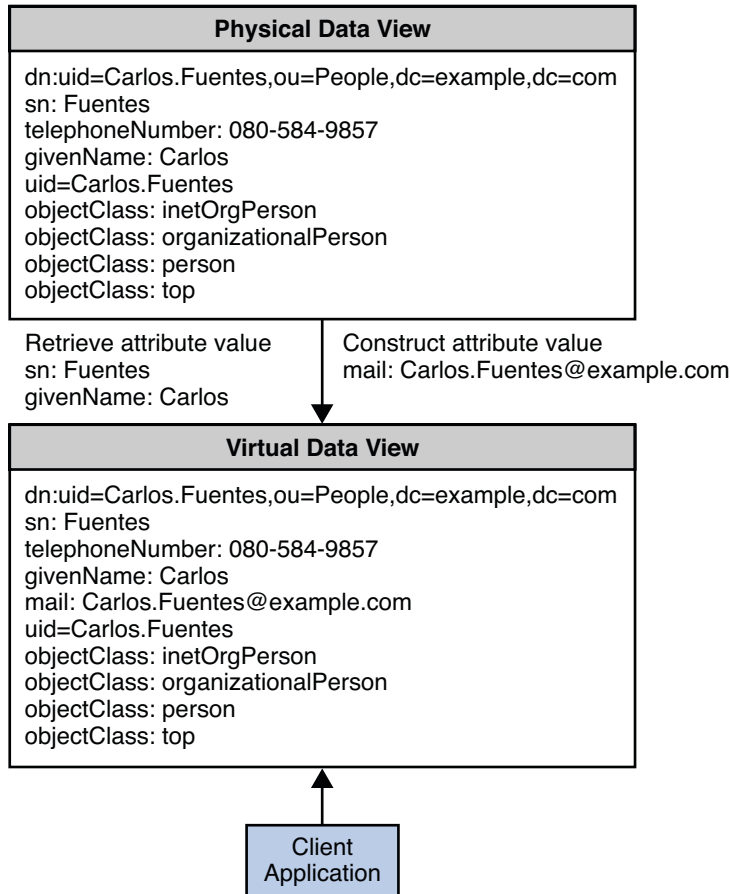 Physical Data View
dn:uid=Carlos.Fuentes,ou=People,dc=example,dc=com
sn: Fuentes
telephoneNumber: 080-584-9857
givenName: Carlos
uid=Carlos.Fuentes
objectClass: inetOrgPerson
objectClass: organizationalPerson
objectClass: person
objectClass: top
Retrieve attribute value
sn: Fuentes
givenName: Carlos
Construct attribute value
mail: Carlos.Fuentes@example.com
Virtual Data View
dn:uid=Carlos.Fuentes,ou=People,dc=example,dc=com
sn: Fuentes
telephoneNumber: 080-584-9857
givenName: Carlos
mail: Carlos.Fuentes@example.com
uid=Carlos.Fuentes
objectClass: inetOrgPerson
objectClass: organizationalPerson
objectClass: person
objectClass: top
Client
Application